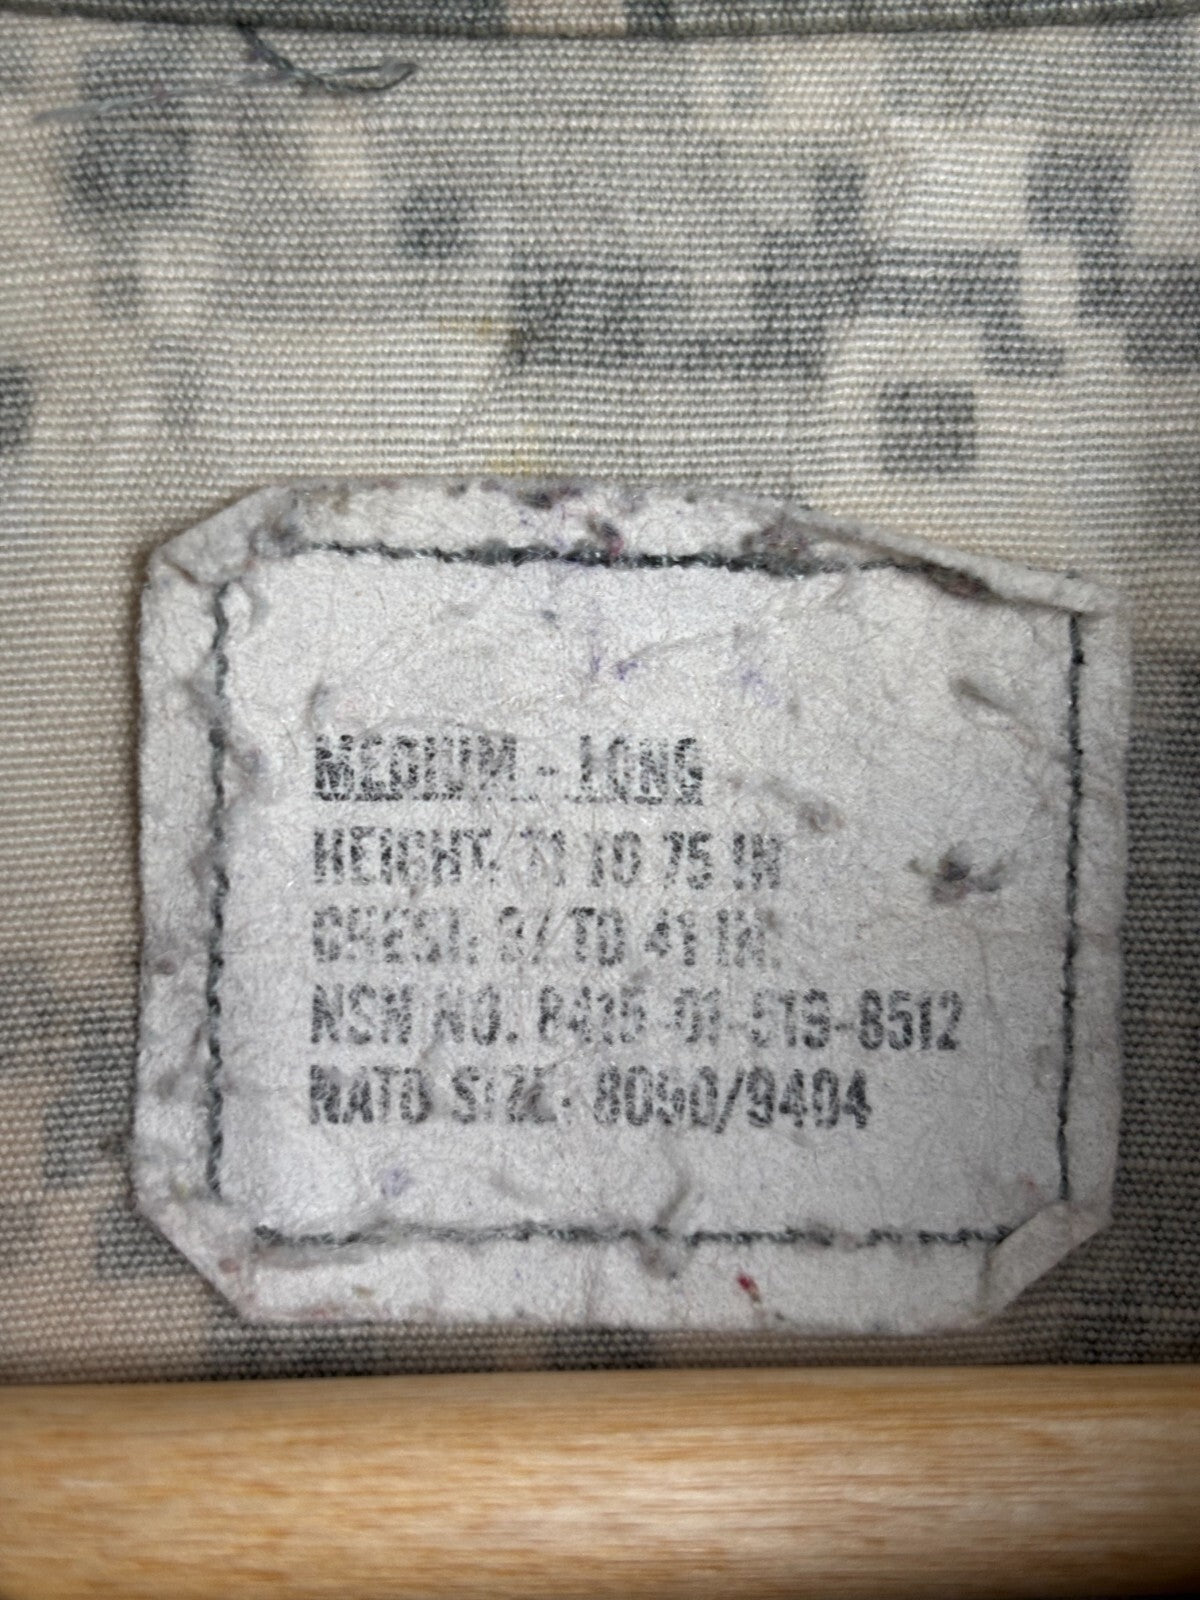 MEDIUM - LONG
HEIGHT: 71 TO 75 IN
CHEST: 37 TO 41 IN.
NSN NO. 8415-01-519-8512
NATO SIZE: 8090/9404